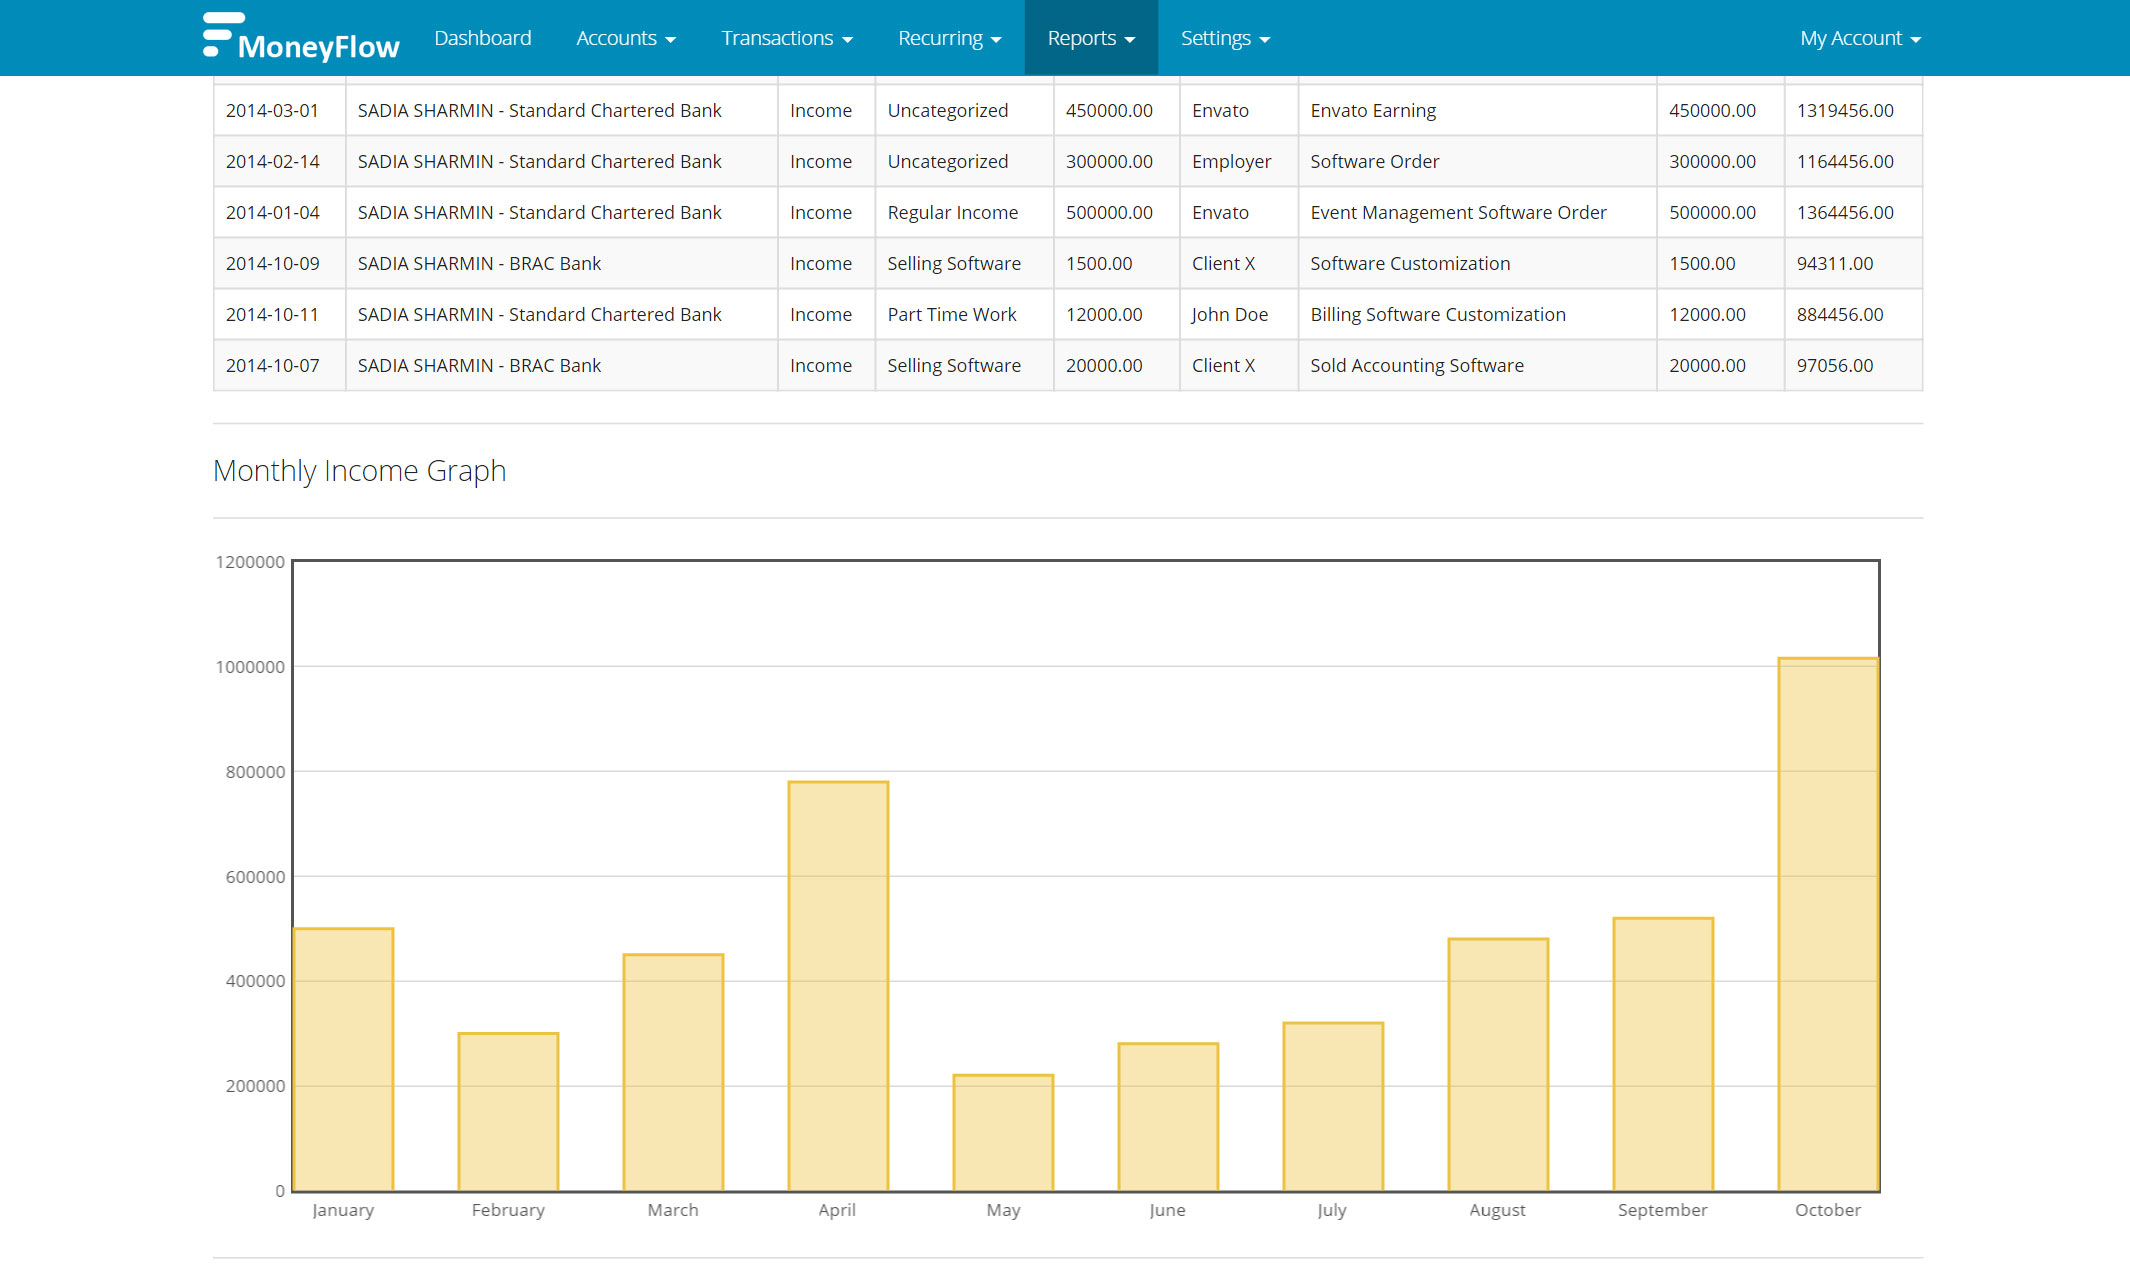 MoneyFlow Dashboard Accounts Transactions Recurring Reports Settings My Account
2014-03-01 SADIA SHARMIN - Standard Chartered Bank Income Uncategorized 450000.00 Envato Envato Earning 450000.00 1319456.00
2014-02-14 SADIA SHARMIN - Standard Chartered Bank Income Uncategorized 300000.00 Employer Software Order 300000.00 1164456.00
2014-01-04 SADIA SHARMIN - Standard Chartered Bank Income Regular Income 500000.00 Envato Event Management Software Order 500000.00 1364456.00
2014-10-09 SADIA SHARMIN - BRAC Bank Income Selling Software 1500.00 Client X Software Customization 1500.00 94311.00
2014-10-11 SADIA SHARMIN - Standard Chartered Bank Income Part Time Work 12000.00 John Doe Billing Software Customization 12000.00 884456.00
2014-10-07 SADIA SHARMIN - BRAC Bank Income Selling Software 20000.00 Client X Sold Accounting Software 20000.00 97056.00
Monthly Income Graph
1200000
1000000
800000
600000
400000
200000
0
January February March April May June July August September October